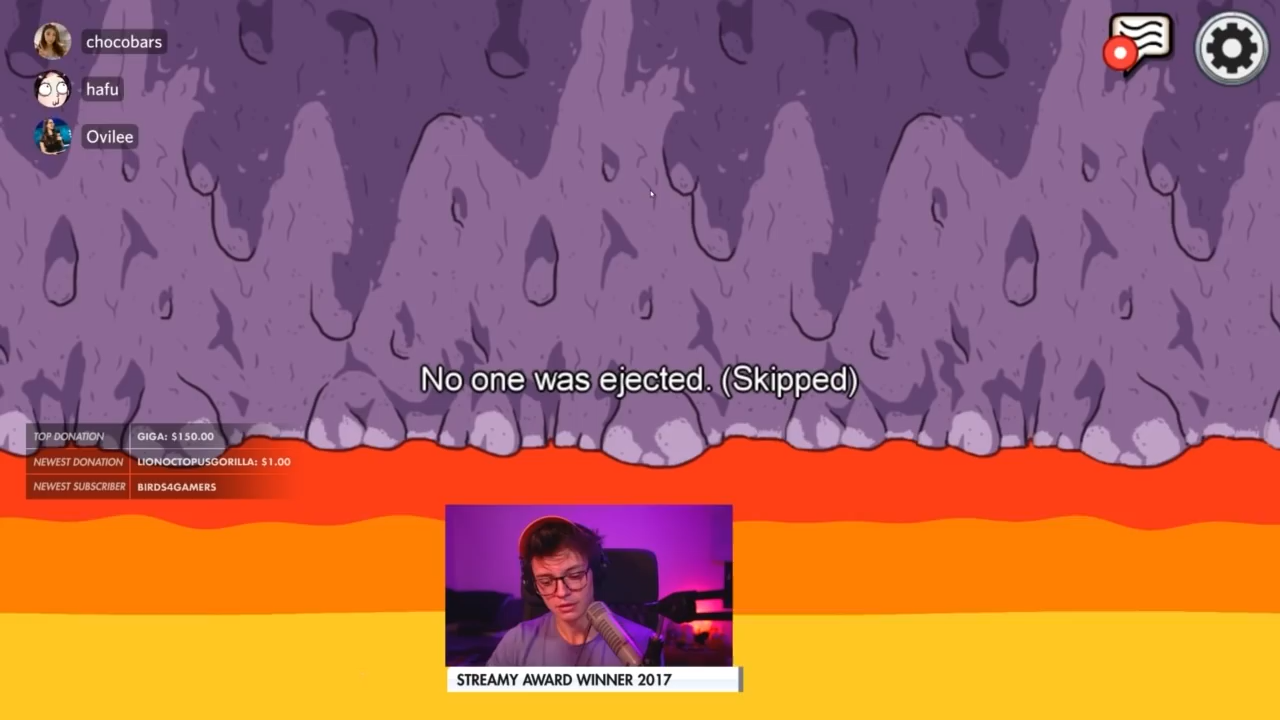 chocobars
hafu
Ovilee
No one was ejected. (Skipped)
TOP DONATION GIGA: $150.00
NEWEST DONATION LIONOCTOPUSGORILLA: $1.00
NEWEST SUBSCRIBER BIRDS4GAMERS
STREAMY AWARD WINNER 2017